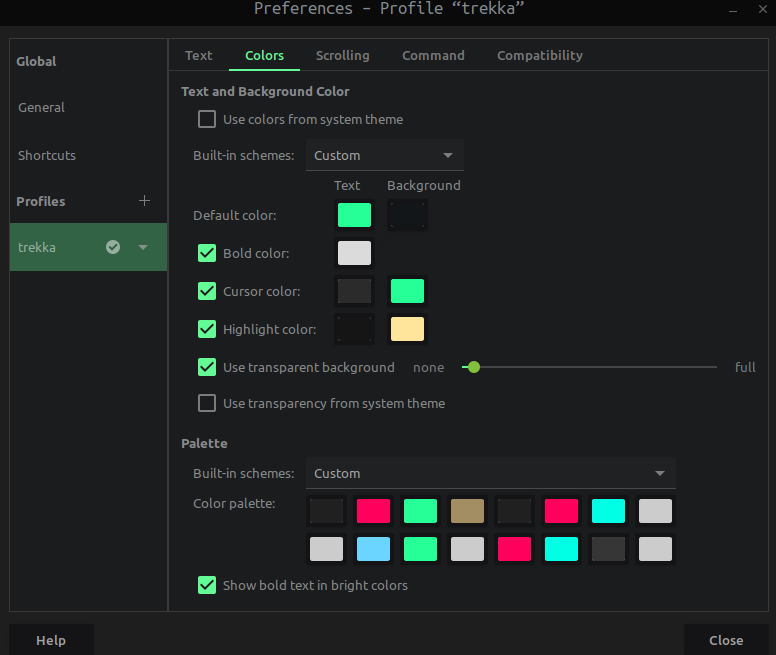 Preferences – Profile “trekka”
Global
General
Shortcuts
Profiles
trekka
Text Colors Scrolling Command Compatibility
Text and Background Color
Use colors from system theme
Built-in schemes: Custom
Text Background
Default color:
Bold color:
Cursor color:
Highlight color:
Use transparent background none full
Use transparency from system theme
Palette
Built-in schemes: Custom
Color palette:
Show bold text in bright colors
Help Close